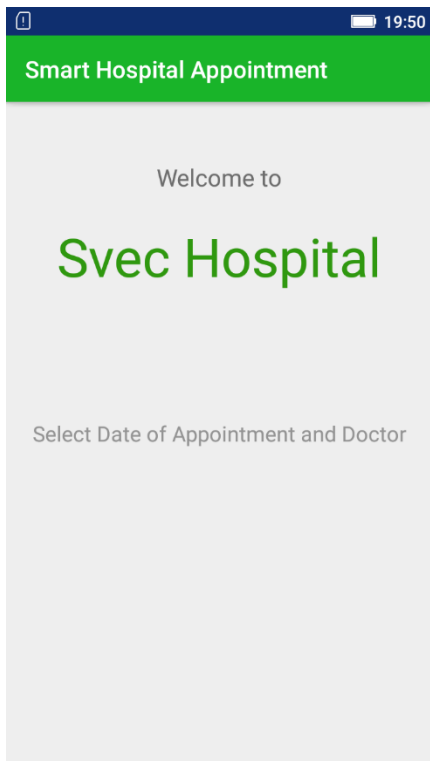 19:50
Smart Hospital Appointment
Welcome to
Svec Hospital
Select Date of Appointment and Doctor